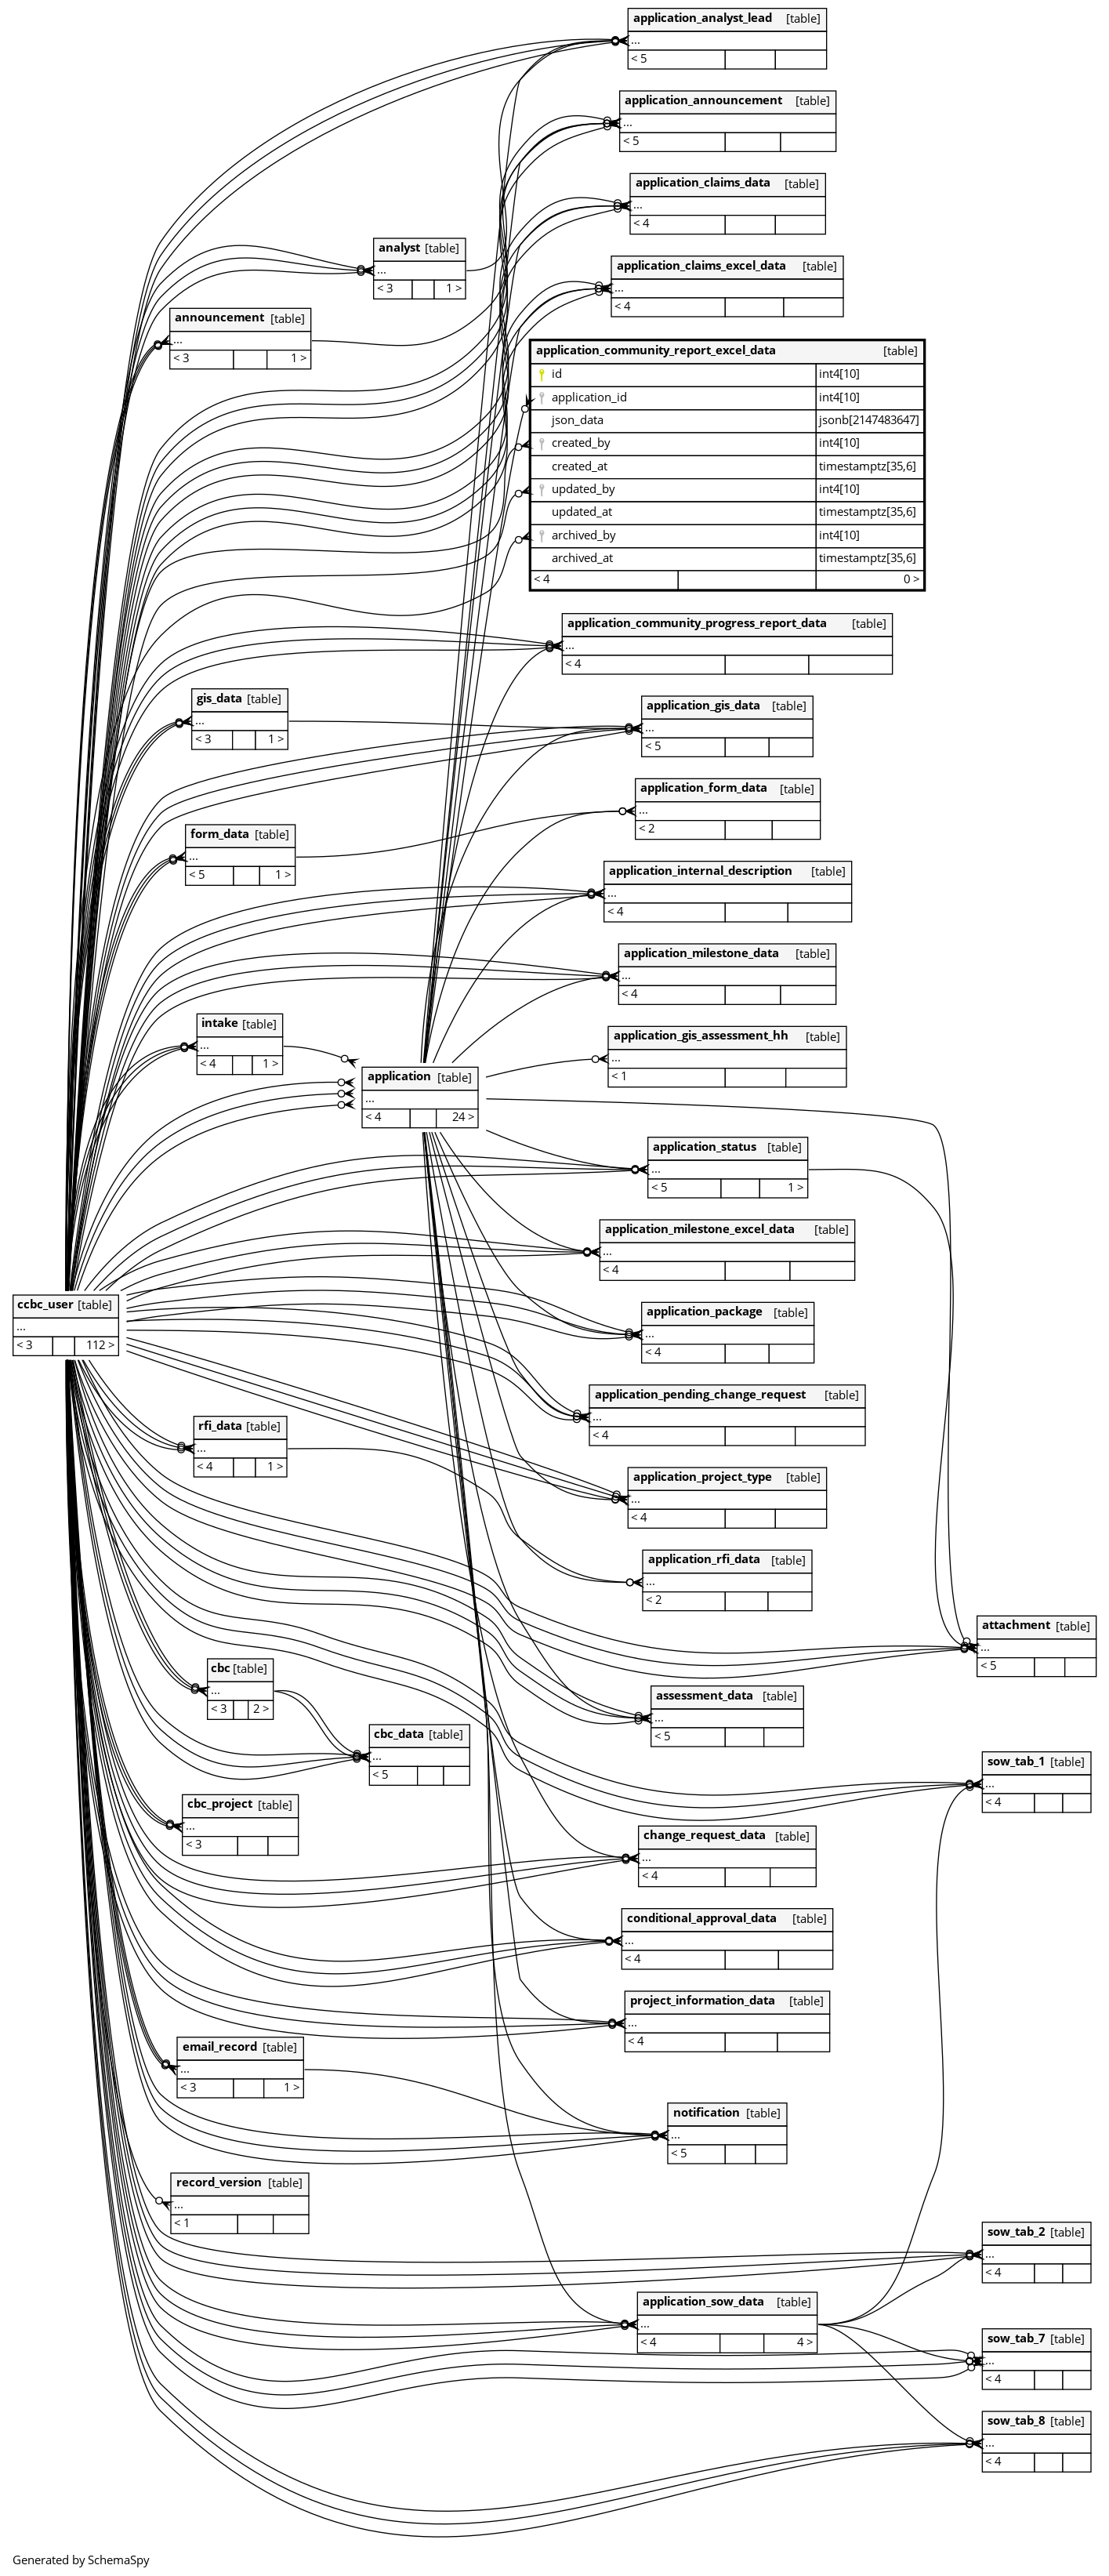 application_analyst_lead [table]
...
< 5
application_announcement [table]
...
< 5
application_claims_data [table]
...
< 4
analyst [table]
...
< 3 1 >
application_claims_excel_data [table]
...
< 4
announcement [table]
...
< 3 1 >
application_community_report_excel_data [table]
id int4[10]
application_id int4[10]
json_data jsonb[2147483647]
created_by int4[10]
created_at timestamptz[35,6]
updated_by int4[10]
updated_at timestamptz[35,6]
archived_by int4[10]
archived_at timestamptz[35,6]
< 4 0 >
application_community_progress_report_data [table]
...
< 4
gis_data [table]
...
< 3 1 >
application_gis_data [table]
...
< 5
application_form_data [table]
...
< 2
form_data [table]
...
< 5 1 >
application_internal_description [table]
...
< 4
application_milestone_data [table]
...
< 4
intake [table]
...
< 4 1 >
application_gis_assessment_hh [table]
...
< 1
application [table]
...
< 4 24 >
application_status [table]
...
< 5 1 >
application_milestone_excel_data [table]
...
< 4
ccbc_user [table]
...
< 3 112 >
application_package [table]
...
< 4
application_pending_change_request [table]
...
< 4
rfi_data [table]
...
< 4 1 >
application_project_type [table]
...
< 4
application_rfi_data [table]
...
< 2
attachment [table]
...
< 5
cbc [table]
...
< 3 2 >
assessment_data [table]
...
< 5
cbc_data [table]
...
< 5
sow_tab_1 [table]
...
< 4
cbc_project [table]
...
< 3
change_request_data [table]
...
< 4
conditional_approval_data [table]
...
< 4
project_information_data [table]
...
< 4
email_record [table]
...
< 3 1 >
notification [table]
...
< 5
record_version [table]
...
< 1
sow_tab_2 [table]
...
< 4
application_sow_data [table]
...
< 4 4 >
sow_tab_7 [table]
...
< 4
sow_tab_8 [table]
...
< 4
Generated by SchemaSpy